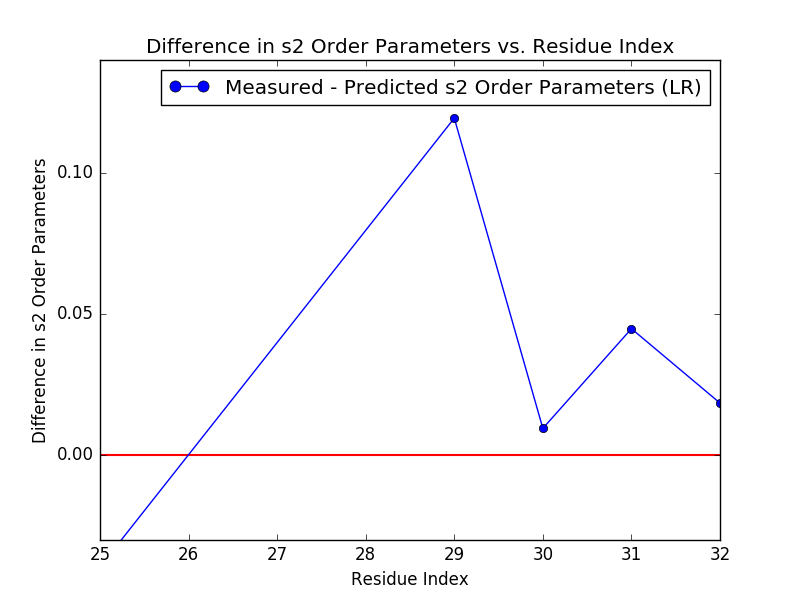 Difference in s2 Order Parameters vs. Residue Index
Measured - Predicted s2 Order Parameters (LR)
Difference in s2 Order Parameters
0.10
0.05
0.00
25 26 27 28 29 30 31 32
Residue Index